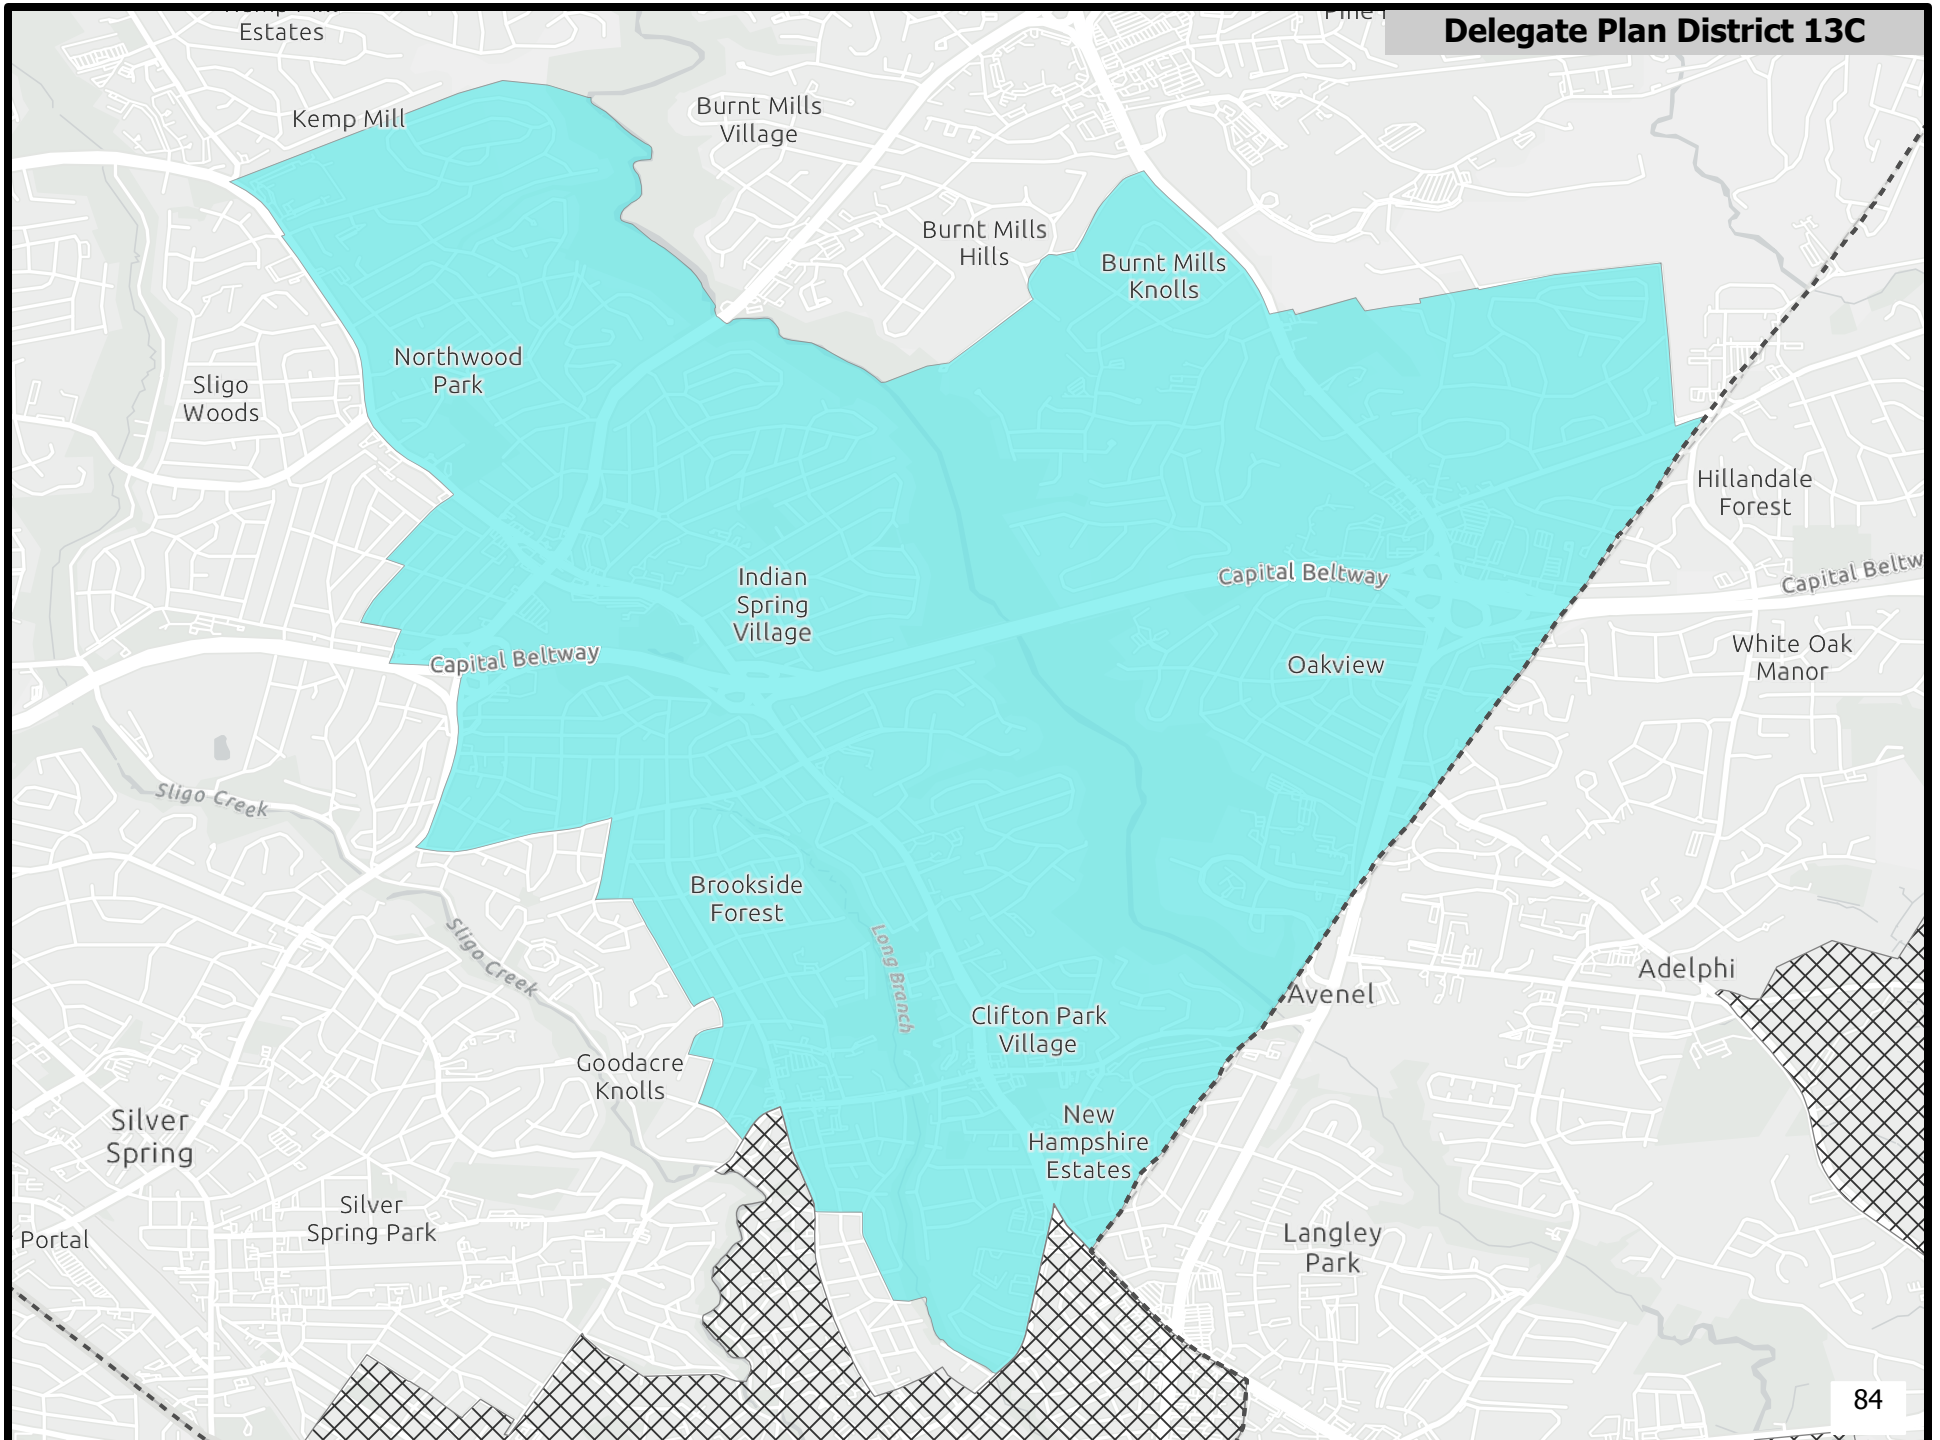 Delegate Plan District 13C
Estates
Kemp Mill
Burnt Mills
Village
Burnt Mills
Hills
Burnt Mills
Knolls
Northwood
Park
Sligo
Woods
Hillandale
Forest
Indian
Spring
Village
Capital Beltway
Capital Beltw
Capital Beltway
Oakview
White Oak
Manor
Sligo Creek
Brookside
Forest
Sligo Creek
Long Branch
Adelphi
Avenel
Clifton Park
Village
Goodacre
Knolls
New
Hampshire
Estates
Silver
Spring
Silver
Spring Park
Portal
Langley
Park
84